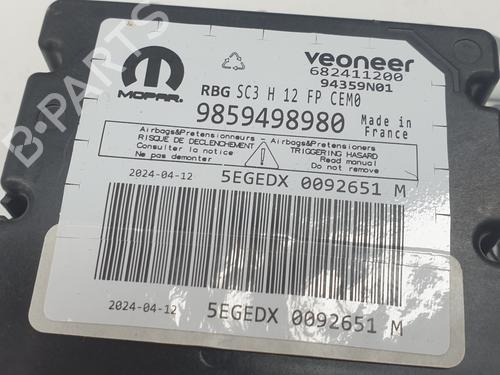 B-PARTS
MOPAR.
veoneer
682411200
94359N01
RBG SC3 H 12 FP CEM0
9859498980
Made in
France
Airbags&Pretensionneurs - Airbags&Pretensioners
RISQUE DE DECLENCHEMENT
Consulter la notice
Ne pas demonter
TRIGGERING HASARD
Read manual
Do not remove
2024-04-12
5EGEDX 0092651 M
2024-04-12
5EGEDX 0092651 M